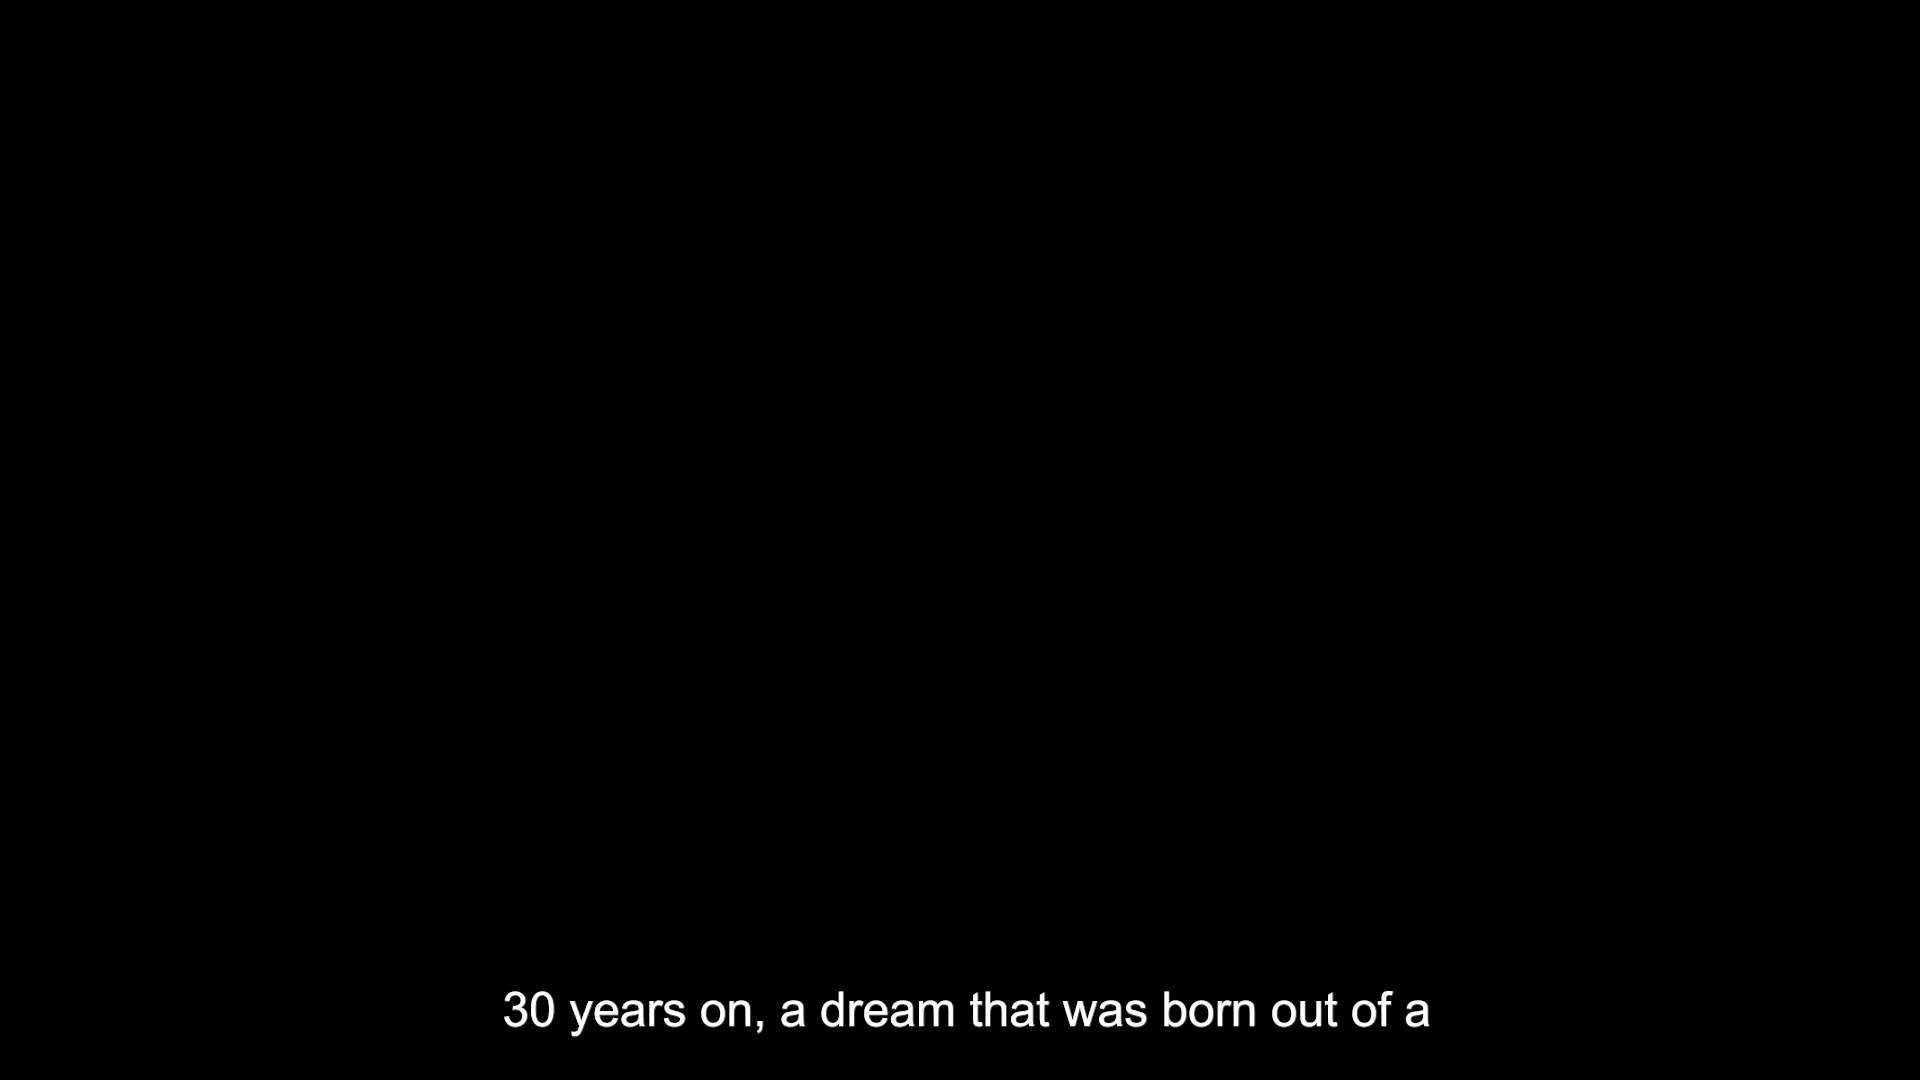 30 years on, a dream that was born out of a